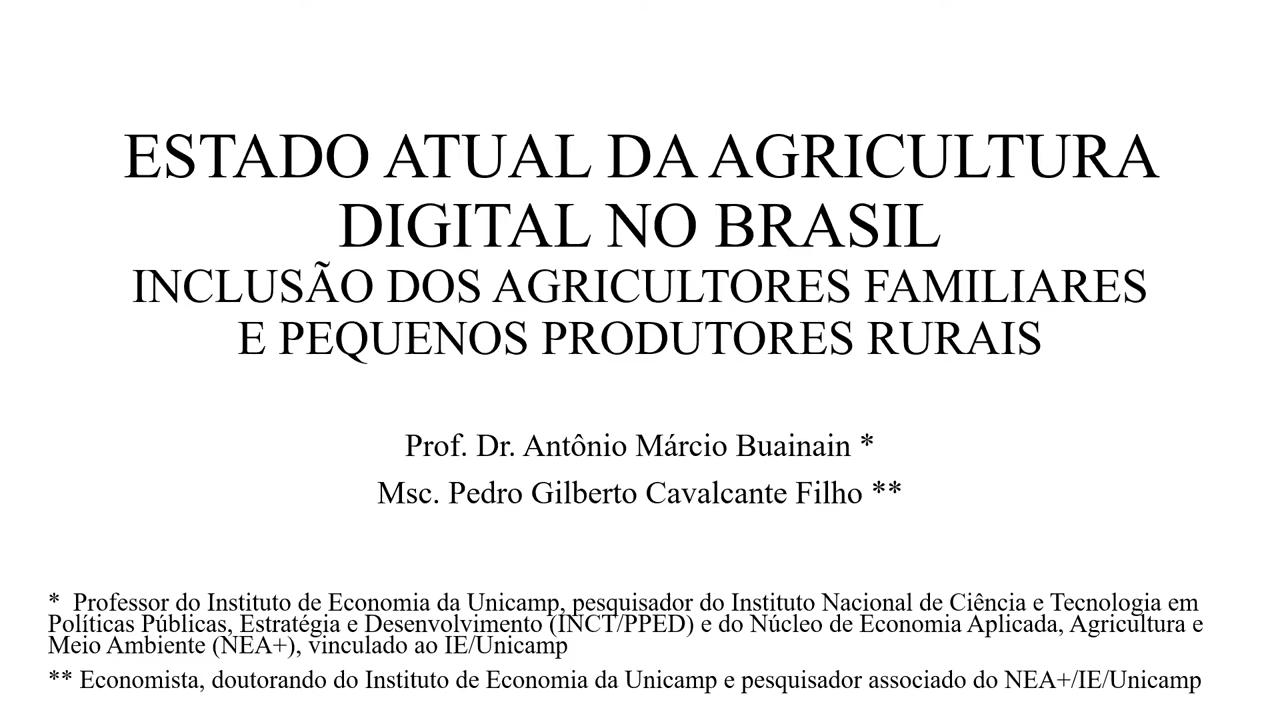 ESTADO ATUAL DA AGRICULTURA
DIGITAL NO BRASIL
INCLUSÃO DOS AGRICULTORES FAMILIARES
E PEQUENOS PRODUTORES RURAIS
Prof. Dr. Antônio Márcio Buainain *
Msc. Pedro Gilberto Cavalcante Filho **
* Professor do Instituto de Economia da Unicamp, pesquisador do Instituto Nacional de Ciência e Tecnologia em
Políticas Públicas, Estratégia e Desenvolvimento (INCT/PPED) e do Núcleo de Economia Aplicada, Agricultura e
Meio Ambiente (NEA+), vinculado ao IE/Unicamp
** Economista, doutorando do Instituto de Economia da Unicamp e pesquisador associado do NEA+/IE/Unicamp